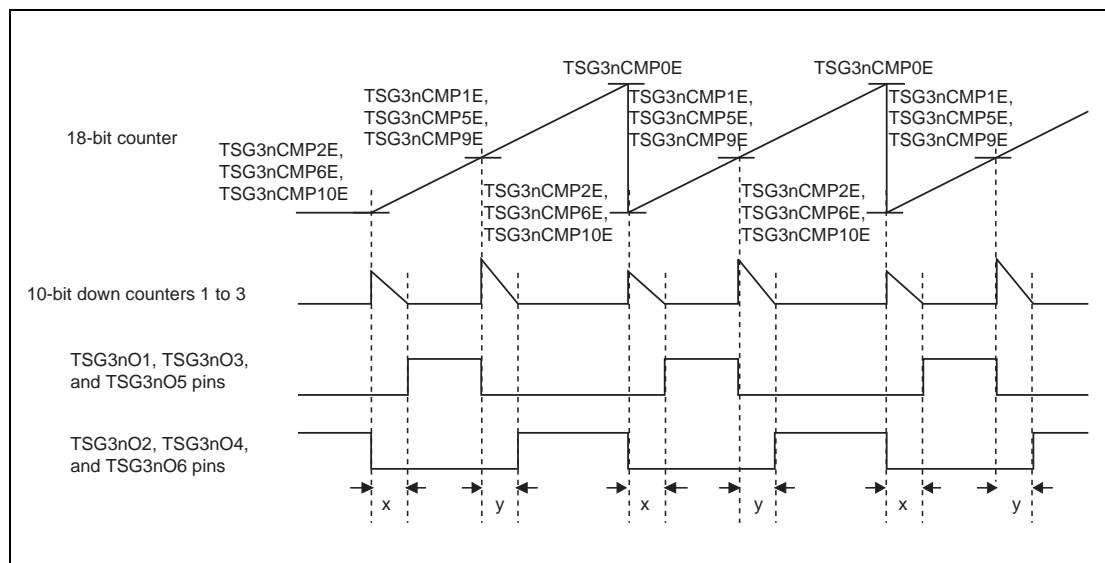 TSG3nCMP0E
TSG3nCMP0E
TSG3nCMP1E,
TSG3nCMP5E,
TSG3nCMP9E
TSG3nCMP1E,
TSG3nCMP5E,
TSG3nCMP9E
TSG3nCMP1E,
TSG3nCMP5E,
TSG3nCMP9E
18-bit counter
TSG3nCMP2E,
TSG3nCMP6E,
TSG3nCMP10E
TSG3nCMP2E,
TSG3nCMP6E,
TSG3nCMP10E
TSG3nCMP2E,
TSG3nCMP6E,
TSG3nCMP10E
10-bit down counters 1 to 3
TSG3nO1, TSG3nO3,
and TSG3nO5 pins
TSG3nO2, TSG3nO4,
and TSG3nO6 pins
x
y
x
y
x
y